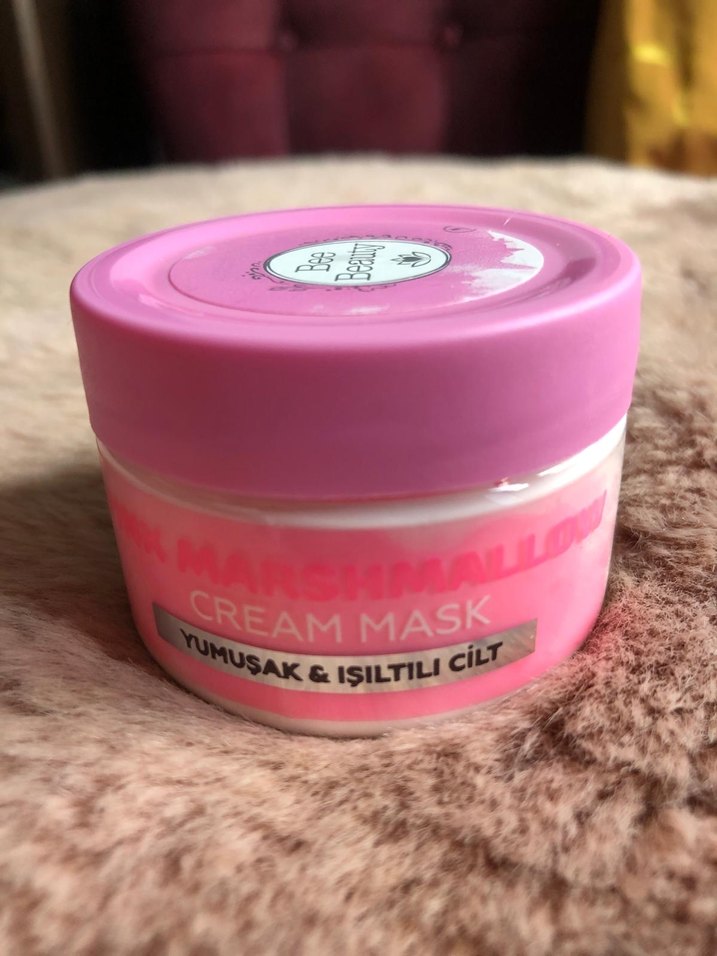 Bee
Beauty
MARSHMALLOW
CREAM MASK
YUMUŞAK & IŞILTILI CİLT